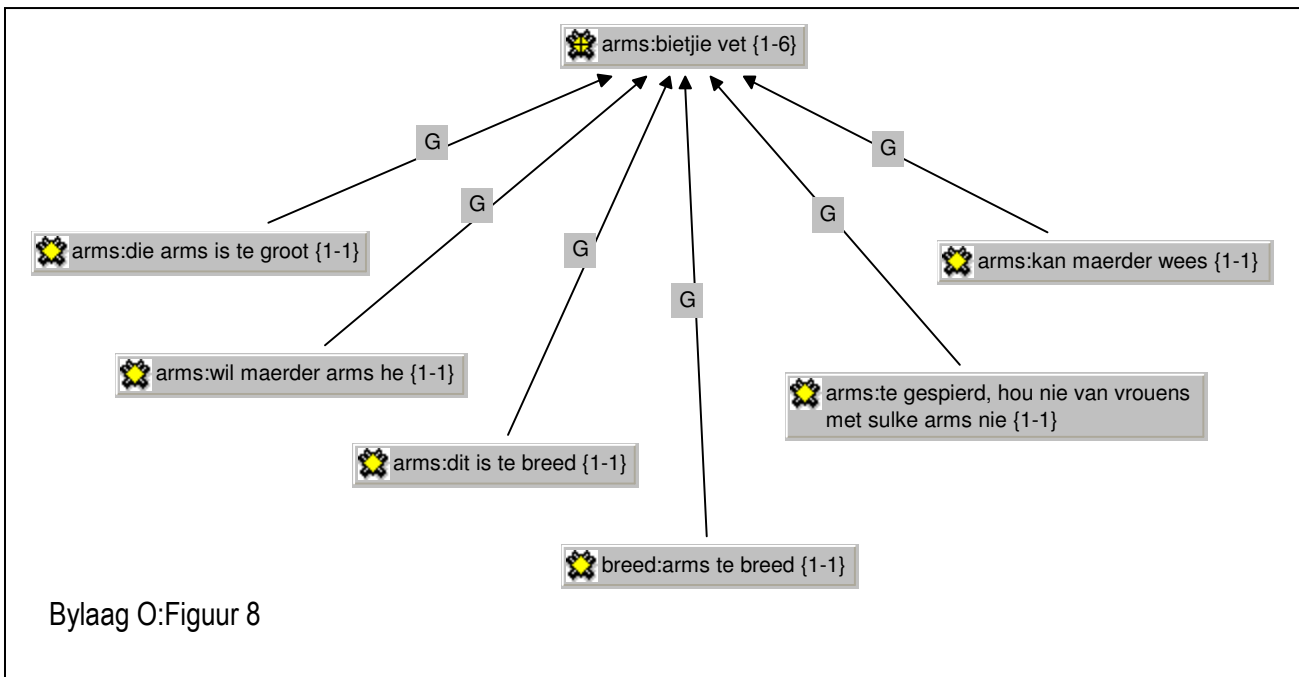 arms:bietjie vet {1-6}
G
G
G
G
G
G
arms:die arms is te groot {1-1}
arms:kan maerder wees {1-1}
arms:wil maerder arms he {1-1}
arms:te gespierd, hou nie van vrouens
met sulke arms nie {1-1}
arms:dit is te breed {1-1}
breed:arms te breed {1-1}
Bylaag O:Figuur 8